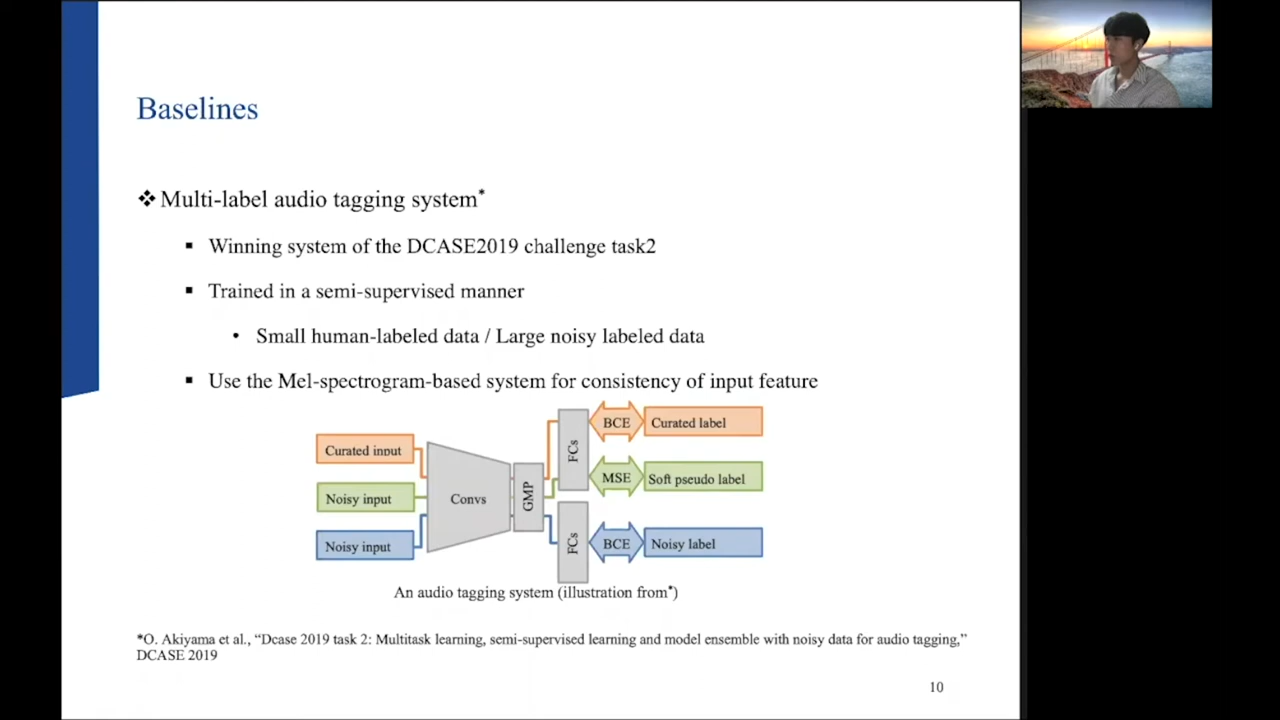 Baselines
❖ Multi-label audio tagging system*
▪ Winning system of the DCASE2019 challenge task2
▪ Trained in a semi-supervised manner
• Small human-labeled data / Large noisy labeled data
▪ Use the Mel-spectrogram-based system for consistency of input feature
Curated input
Noisy input
Noisy input
Convs
GMP
FCs
FCs
BCE
Curated label
MSE
Soft pseudo label
BCE
Noisy label
An audio tagging system (illustration from*)
*O. Akiyama et al., “Dcase 2019 task 2: Multitask learning, semi-supervised learning and model ensemble with noisy data for audio tagging,”
DCASE 2019
10